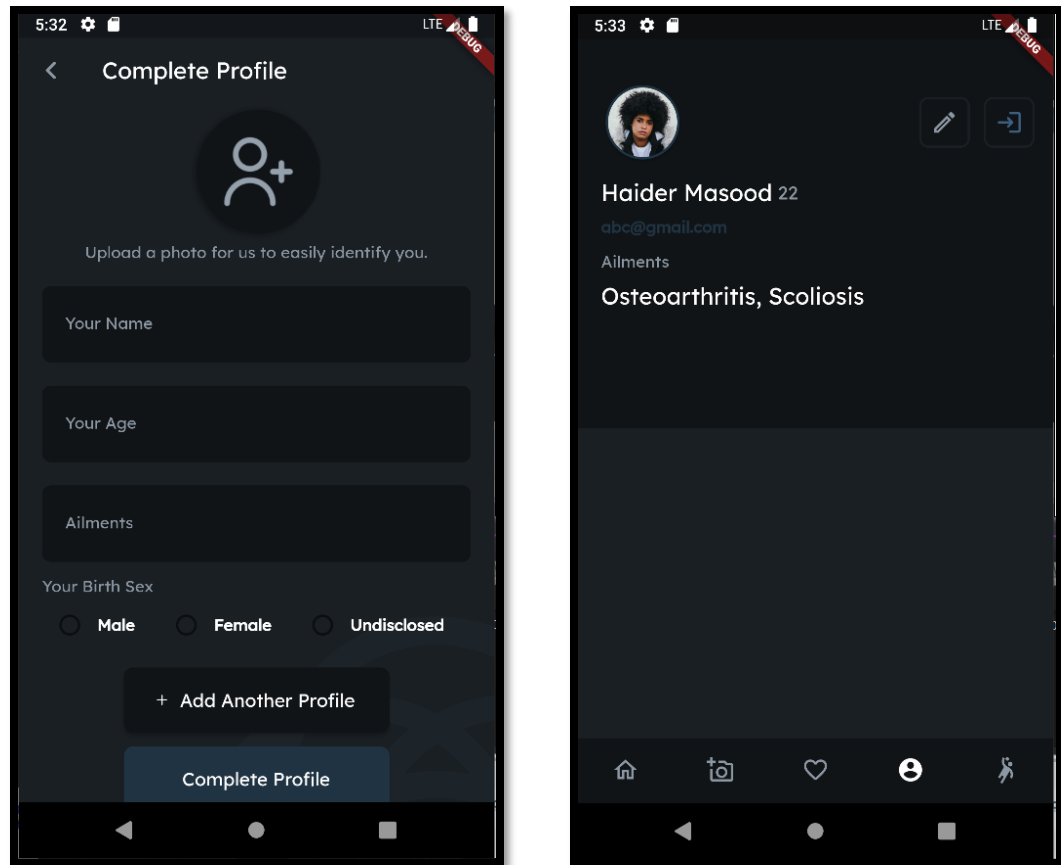 5:32
LTE
DEBUG
Complete Profile
Upload a photo for us to easily identify you.
Your Name
Your Age
Ailments
Your Birth Sex
Male Female Undisclosed
+ Add Another Profile
Complete Profile
5:33
LTE
DEBUG
Haider Masood 22
abc@gmail.com
Ailments
Osteoarthritis, Scoliosis